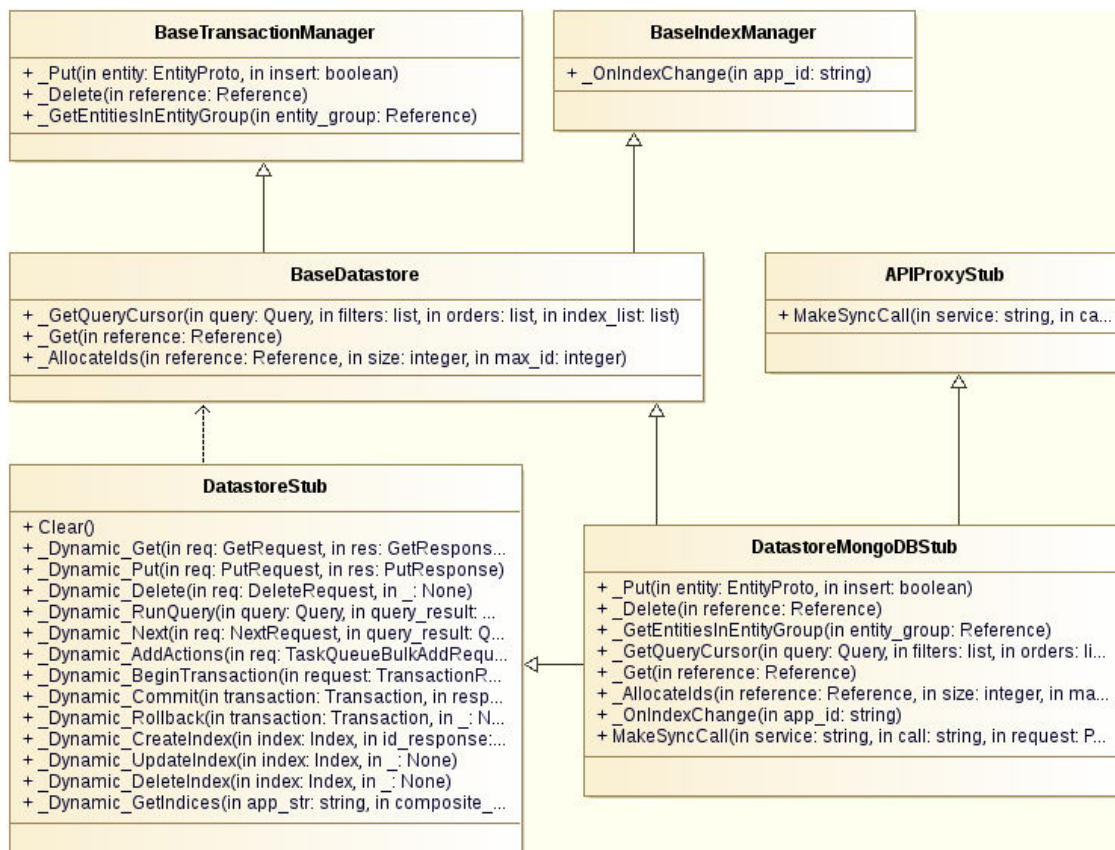 BaseTransactionManager
+ _Put(in entity: EntityProto, in insert: boolean)
+ _Delete(in reference: Reference)
+ _GetEntitiesInEntityGroup(in entity_group: Reference)
BaseIndexManager
+ _OnIndexChange(in app_id: string)
BaseDatastore
+ _GetQueryCursor(in query: Query, in filters: list, in orders: list, in index_list: list)
+ _Get(in reference: Reference)
+ _AllocateIds(in reference: Reference, in size: integer, in max_id: integer)
APIProxyStub
+ MakeSyncCall(in service: string, in ca...
DatastoreStub
+ Clear()
+ _Dynamic_Get(in req: GetRequest, in res: GetRespons...
+ _Dynamic_Put(in req: PutRequest, in res: PutResponse)
+ _Dynamic_Delete(in req: DeleteRequest, in _: None)
+ _Dynamic_RunQuery(in query: Query, in query_result: ...
+ _Dynamic_Next(in req: NextRequest, in query_result: Q...
+ _Dynamic_AddActions(in req: TaskQueueBulkAddRequ...
+ _Dynamic_BeginTransaction(in request: TransactionR...
+ _Dynamic_Commit(in transaction: Transaction, in resp...
+ _Dynamic_Rollback(in transaction: Transaction, in _: N...
+ _Dynamic_CreateIndex(in index: Index, in id_response:...
+ _Dynamic_UpdateIndex(in index: Index, in _: None)
+ _Dynamic_DeleteIndex(in index: Index, in _: None)
+ _Dynamic_GetIndices(in app_str: string, in composite_...
DatastoreMongoDBStub
+ _Put(in entity: EntityProto, in insert: boolean)
+ _Delete(in reference: Reference)
+ _GetEntitiesInEntityGroup(in entity_group: Reference)
+ _GetQueryCursor(in query: Query, in filters: list, in orders: li...
+ _Get(in reference: Reference)
+ _AllocateIds(in reference: Reference, in size: integer, in ma...
+ _OnIndexChange(in app_id: string)
+ MakeSyncCall(in service: string, in call: string, in request: P...